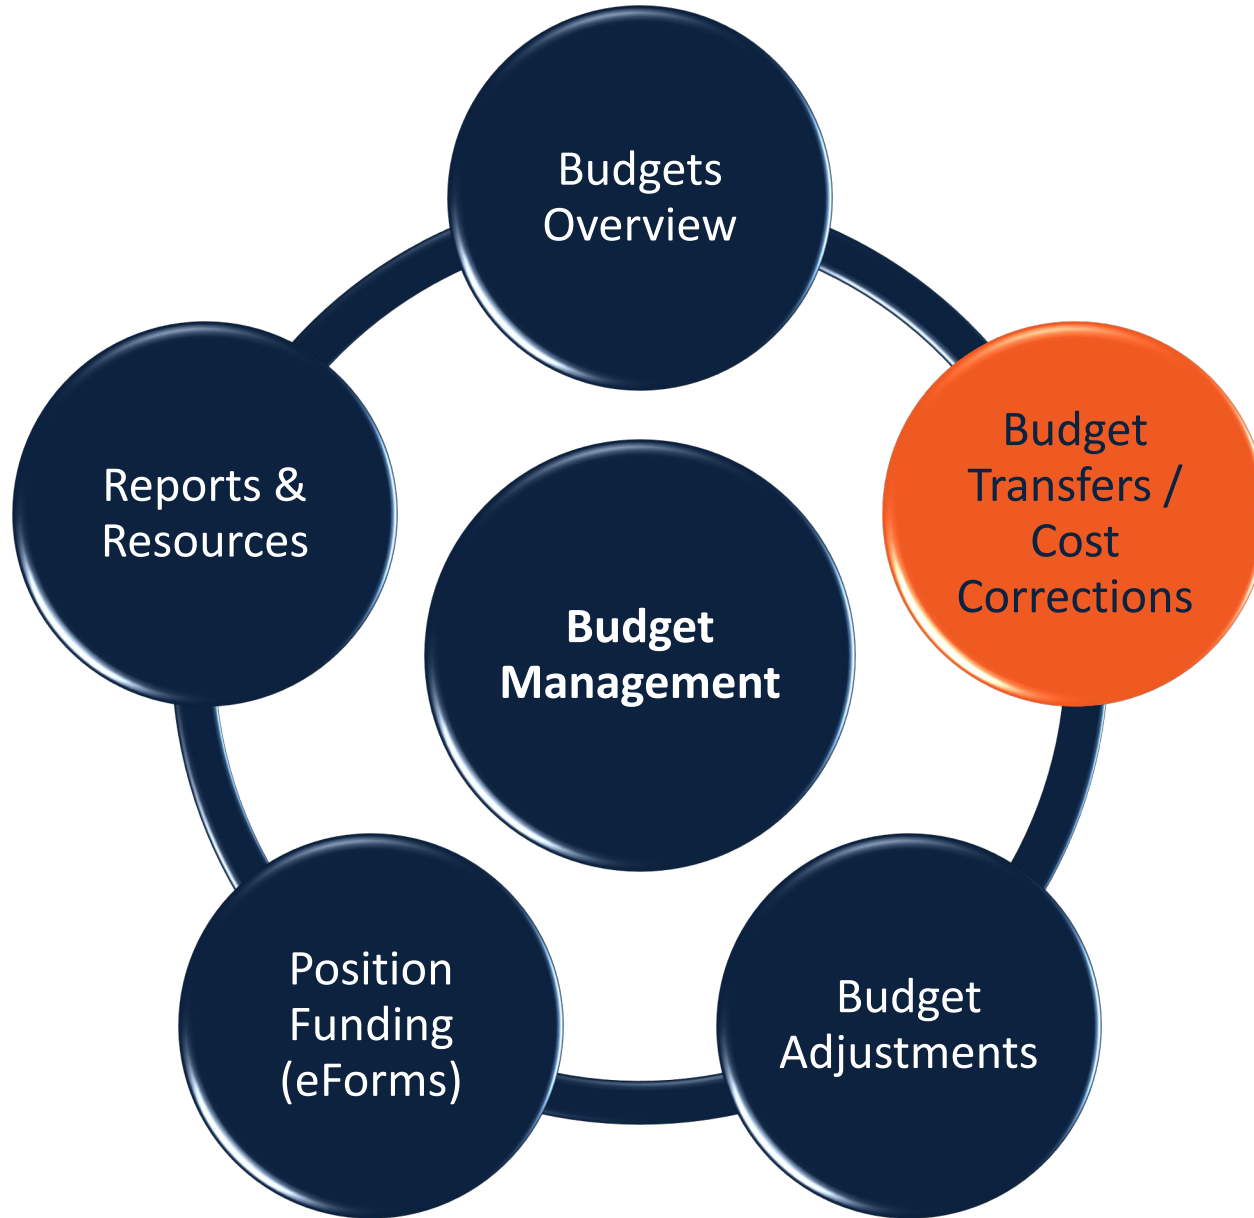 Budgets
Overview
Budget
Transfers /
Cost
Corrections
Budget
Adjustments
Position
Funding
(eForms)
Reports &
Resources
Budget
Management